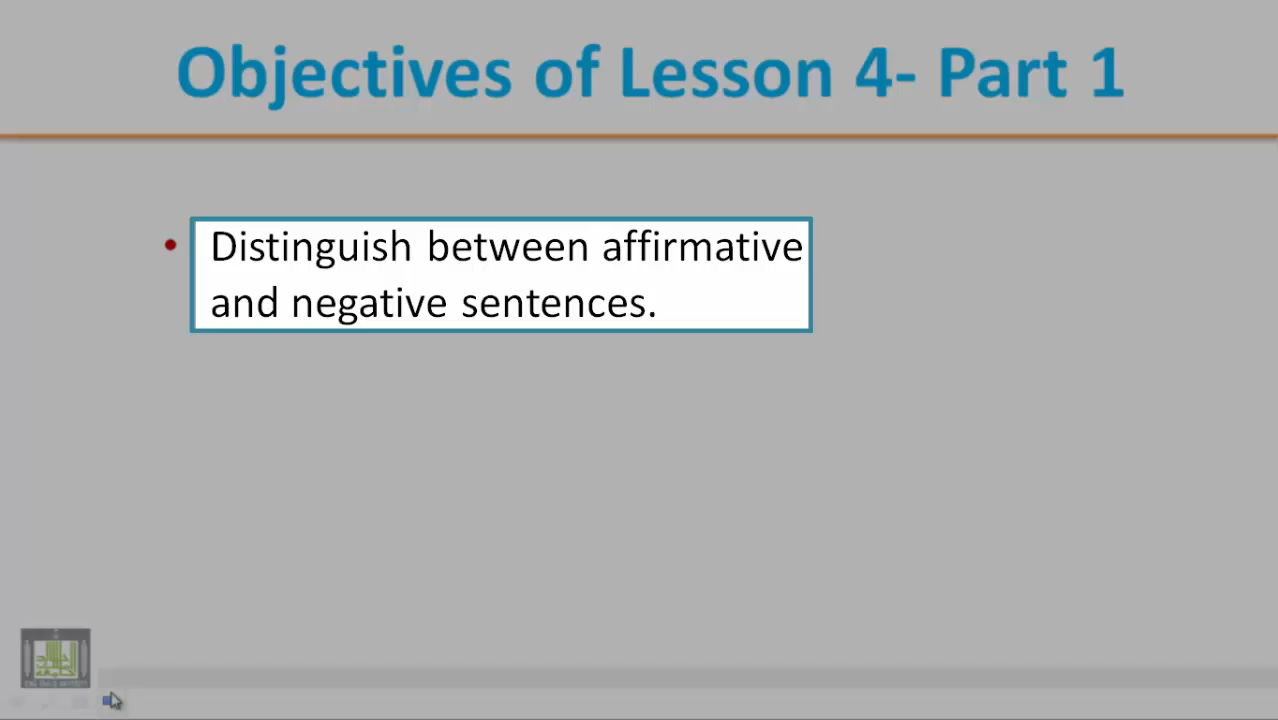 Objectives of Lesson 4- Part 1
• Distinguish between affirmative
and negative sentences.